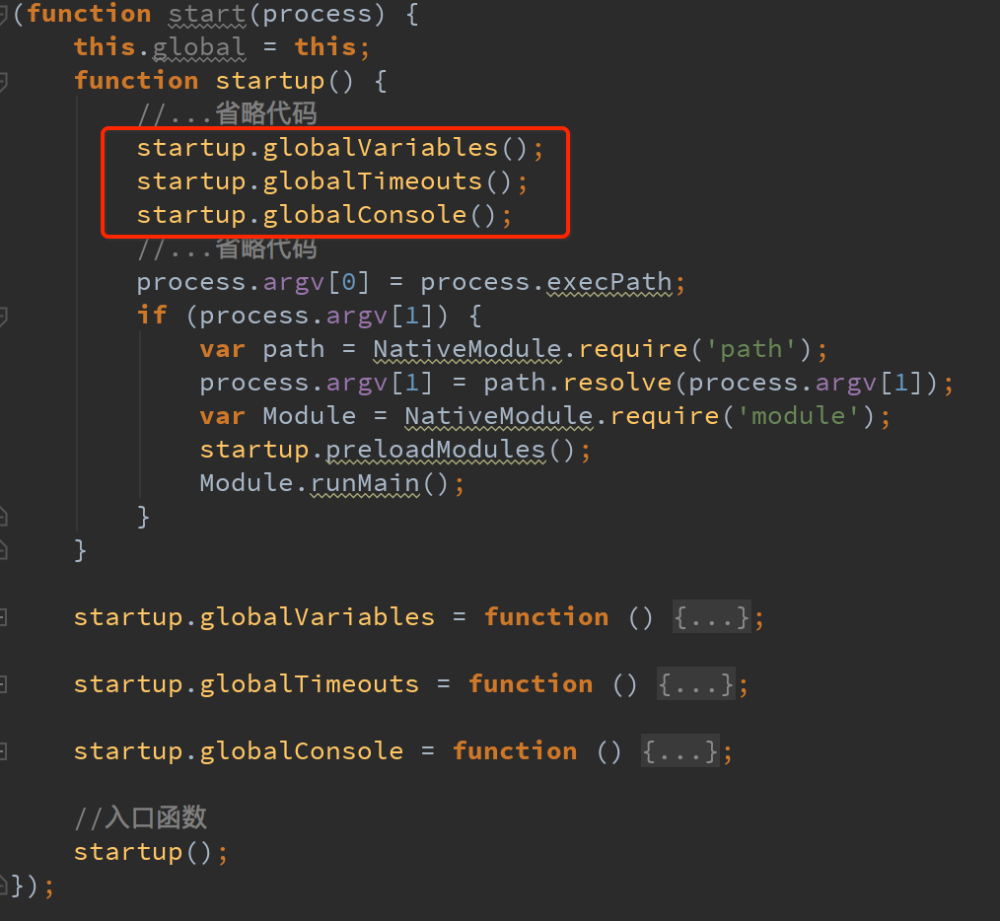 (function start(process) {
    this.global = this;
    function startup() {
        //...省略代码
        startup.globalVariables();
        startup.globalTimeouts();
        startup.globalConsole();
        //...省略代码
        process.argv[0] = process.execPath;
        if (process.argv[1]) {
            var path = NativeModule.require('path');
            process.argv[1] = path.resolve(process.argv[1]);
            var Module = NativeModule.require('module');
            startup.preloadModules();
            Module.runMain();
        }
    }
    startup.globalVariables = function () {...};
    startup.globalTimeouts = function () {...};
    startup.globalConsole = function () {...};
    //入口函数
    startup();
});